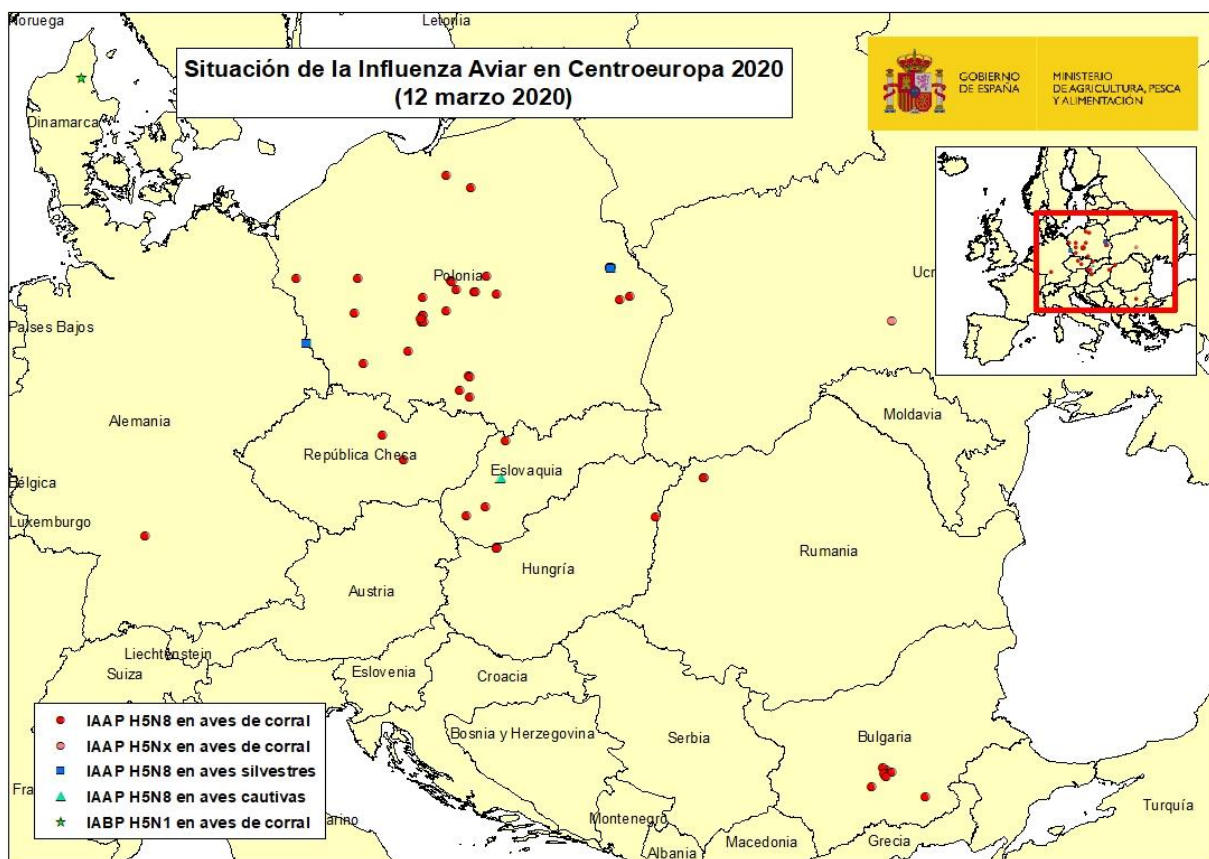 Noruega
Letonia
Situación de la Influenza Aviar en Centroeuropa 2020
(12 marzo 2020)
GOBIERNO
DE ESPAÑA
MINISTERIO
DE AGRICULTURA, PESCA
Y ALIMENTACIÓN
Dinamarca
Polonia
Ucr
Países Bajos
Moldavia
Alemania
República Checa
Eslovaquia
Bélgica
Luxemburgo
Rumania
Hungría
Austria
Liechtenstein
Suiza
Eslovenia
Croacia
Bosnia y Herzegovina
Serbia
Bulgaria
IAAP H5N8 en aves de corral
IAAP H5Nx en aves de corral
IAAP H5N8 en aves silvestres
IAAP H5N8 en aves cautivas
IABP H5N1 en aves de corral
Fra
arino
Montenegro
Albania
Macedonia
Grecia
Turquía